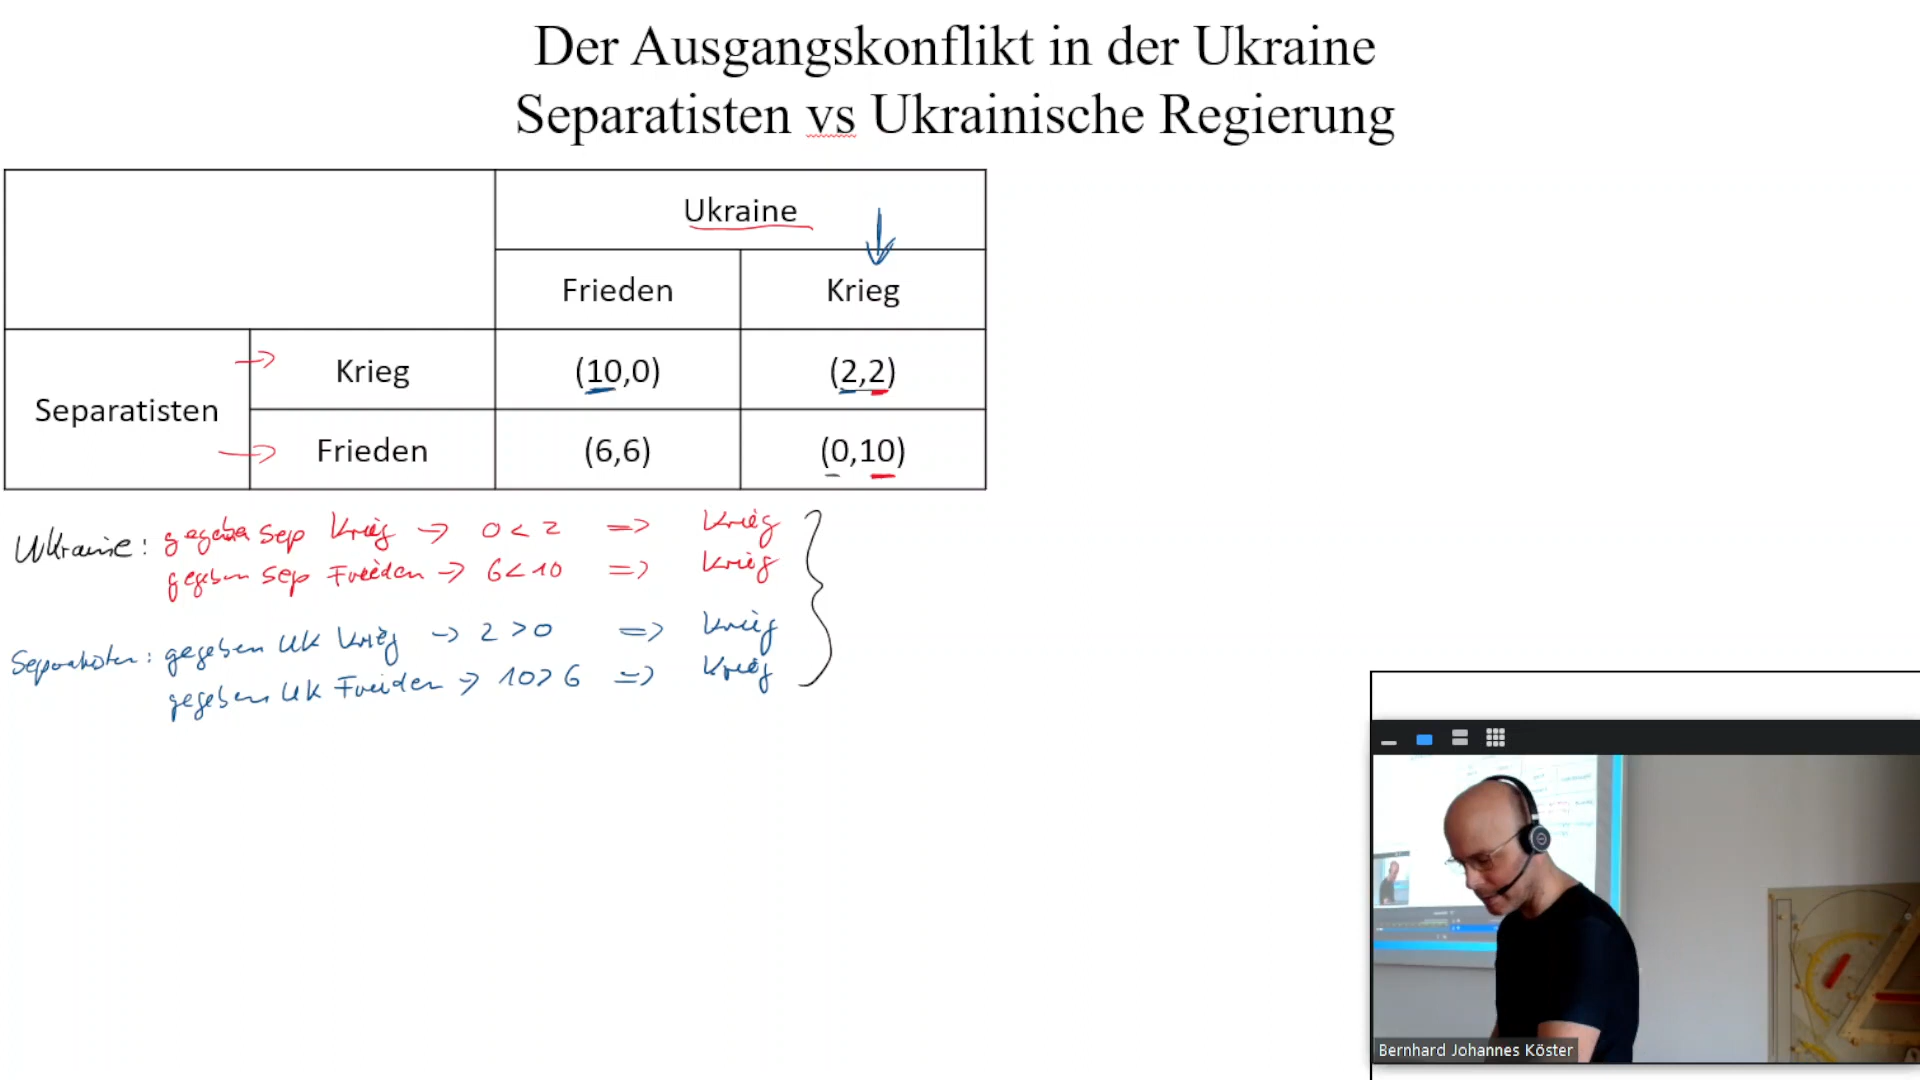 Der Ausgangskonflikt in der Ukraine
Separatisten vs Ukrainische Regierung
Ukraine
Frieden Krieg
Separatisten
Krieg (10,0) (2,2)
Frieden (6,6) (0,10)
Ukraine: gegeben Sep Krieg → 0 < 2 => Krieg
gegeben Sep Frieden → 6 < 10 => Krieg
Separatisten: gegeben UK Krieg → 2 > 0 => Krieg
gegeben UK Frieden → 10 > 6 => Krieg
Bernhard Johannes Köster